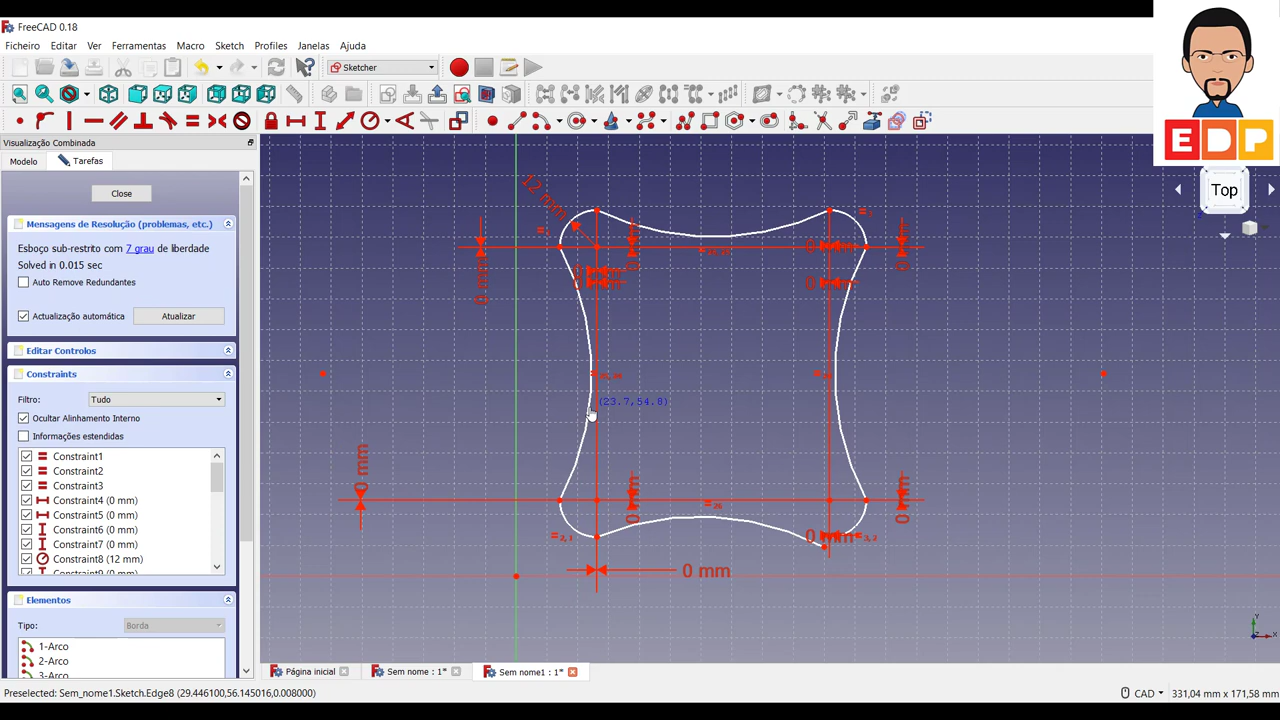 FreeCAD 0.18
Ficheiro Editar Ver Ferramentas Macro Sketch Profiles Janelas Ajuda
Sketcher
EDP
Visualização Combinada
Modelo Tarefas
Close
Mensagens de Resolução (problemas, etc.)
Esboço sub-restrito com 7 grau de liberdade
Solved in 0.015 sec
Auto Remove Redundantes
Actualização automática Atualizar
Editar Controlos
Constraints
Filtro: Tudo
Ocultar Alinhamento Interno
Informações estendidas
Constraint1
Constraint2
Constraint3
Constraint4 (0 mm)
Constraint5 (0 mm)
Constraint6 (0 mm)
Constraint7 (0 mm)
Constraint8 (12 mm)
Constraint9 (0 mm)
Elementos
Tipo: Borda
1-Arco
2-Arco
3-Arco
Top
12 mm
0 mm
0 mm
0 mm
0 mm
0 mm
(23.7,54.8)
0 mm
0 mm
0 mm
0 mm
0 mm
Página inicial Sem nome : 1* Sem nome1 : 1*
Preselected: Sem_nome1.Sketch.Edge8 (29.446100,56.145016,0.008000)
CAD 331,04 mm x 171,58 mm